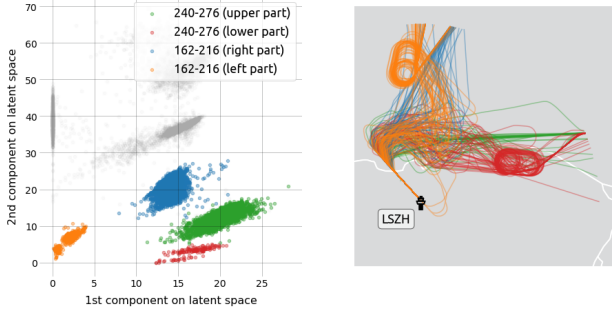 240-276 (upper part)
240-276 (lower part)
162-216 (right part)
162-216 (left part)
70
60
50
40
30
20
10
0
0
5
10
15
20
25
2nd component on latent space
1st component on latent space
LSZH